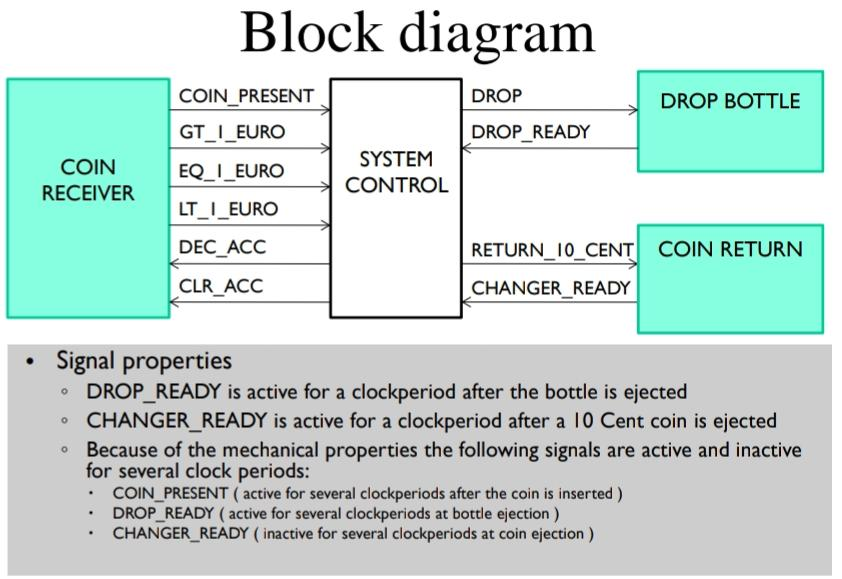 Block diagram
COIN_PRESENT
GT_1_EURO
EQ_1_EURO
LT_1_EURO
DEC_ACC
CLR_ACC
COIN
RECEIVER
SYSTEM
CONTROL
DROP
DROP_READY
RETURN_10_CENT
CHANGER_READY
DROP BOTTLE
COIN RETURN
• Signal properties
◦ DROP_READY is active for a clockperiod after the bottle is ejected
◦ CHANGER_READY is active for a clockperiod after a 10 Cent coin is ejected
◦ Because of the mechanical properties the following signals are active and inactive
for several clock periods:
• COIN_PRESENT ( active for several clockperiods after the coin is inserted )
• DROP_READY ( active for several clockperiods at bottle ejection )
• CHANGER_READY ( inactive for several clockperiods at coin ejection )